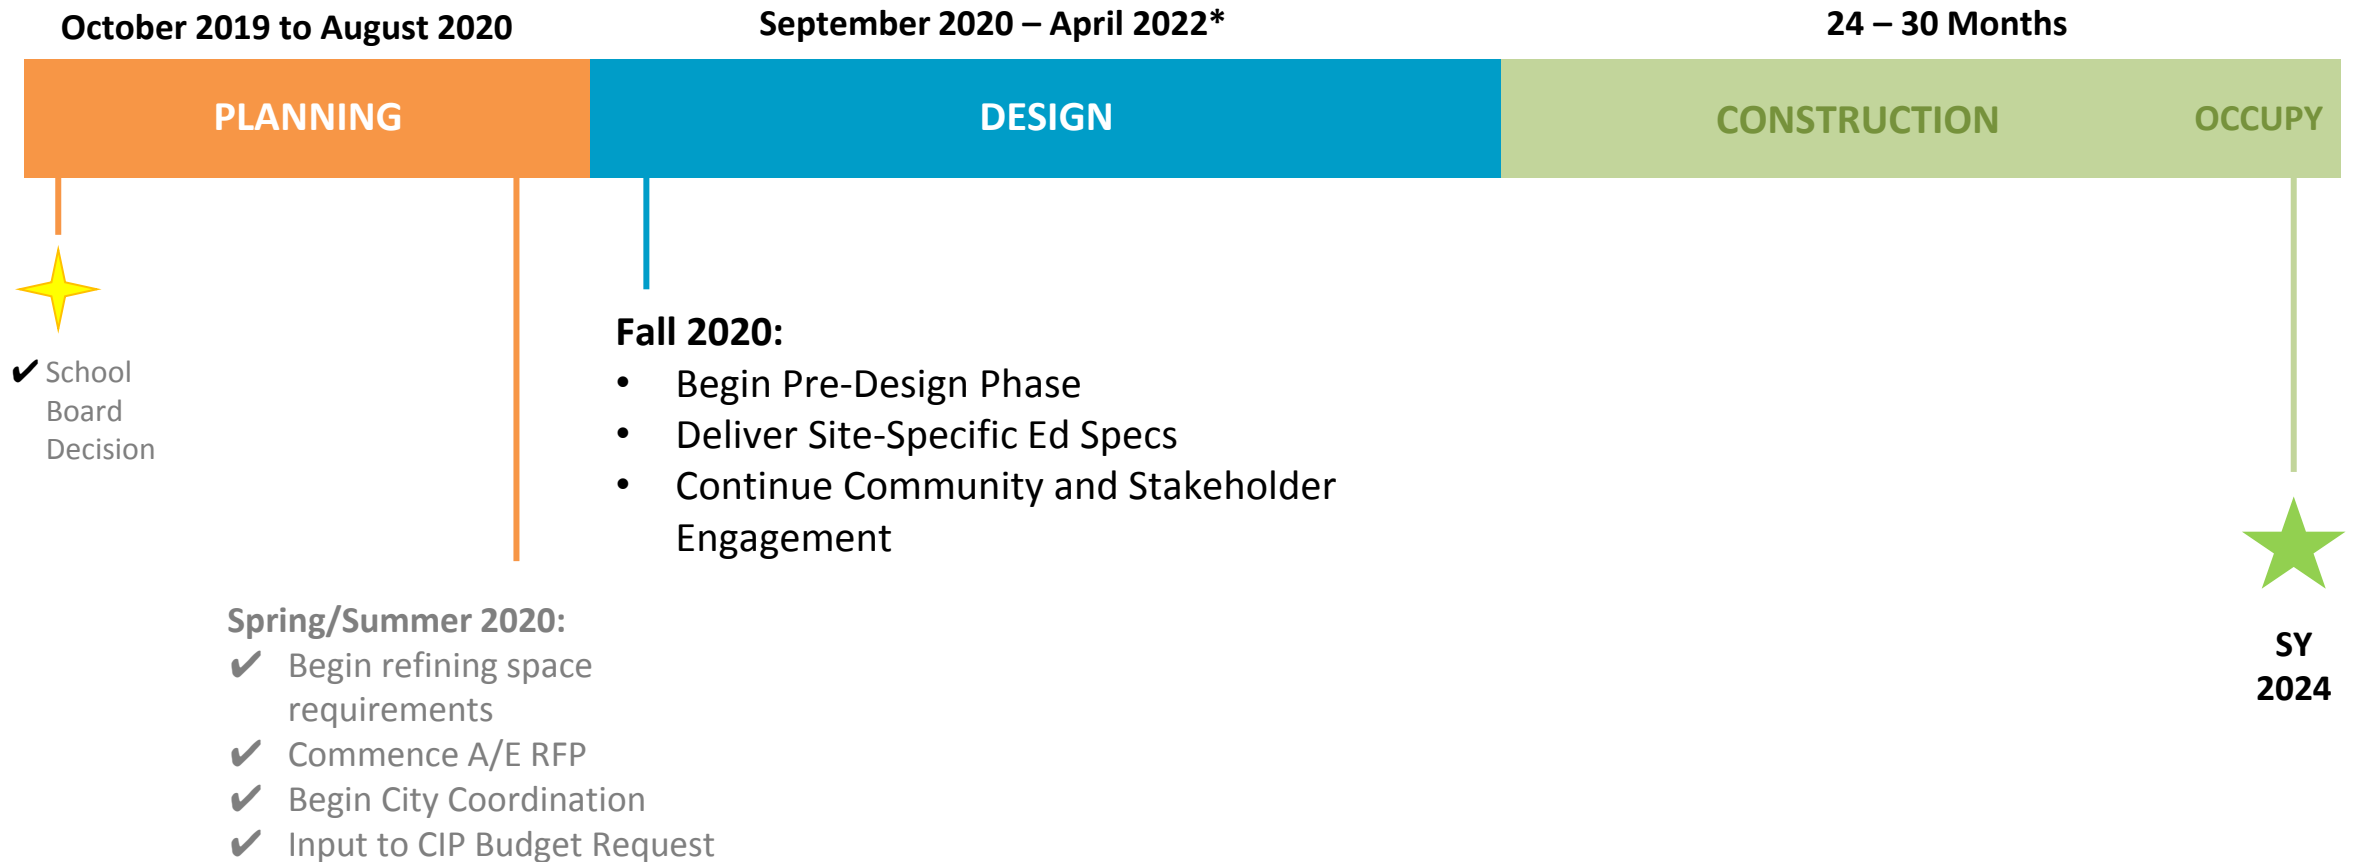 October 2019 to August 2020
September 2020 – April 2022*
24 – 30 Months
PLANNING
DESIGN
CONSTRUCTION
OCCUPY
✔ School
Board
Decision
Fall 2020:
• Begin Pre-Design Phase
• Deliver Site-Specific Ed Specs
• Continue Community and Stakeholder
Engagement
Spring/Summer 2020:
✔ Begin refining space
requirements
✔ Commence A/E RFP
✔ Begin City Coordination
✔ Input to CIP Budget Request
SY
2024